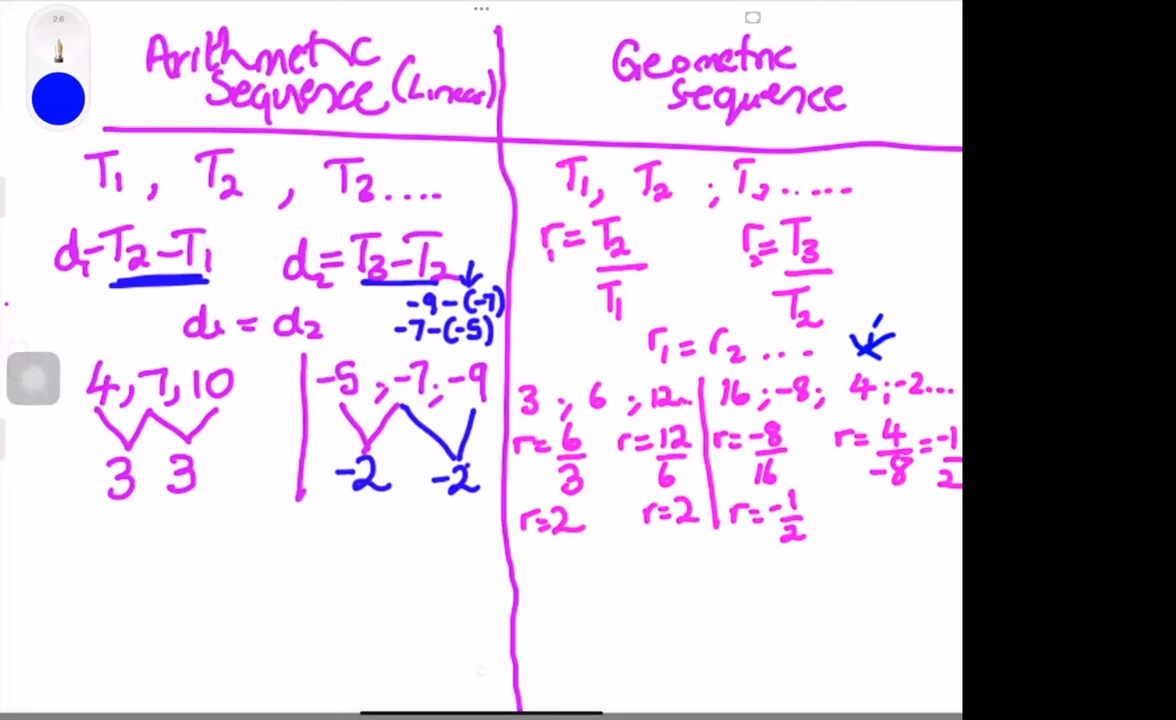 2.6
Arithmetic
Sequence (Linear)
T₁, T₂, T₃....
d₁=T₂-T₁ d₂=T₃-T₂
-9-(-7)
-7-(-5)
d₁ = d₂
4, 7, 10
3 3
-5 ; -7; -9
-2 -2
Geometric
Sequence
T₁, T₂ ; T₃.....
r₁= T₂/T₁ r₂= T₃/T₂
r₁= r₂ ...
3 ; 6 ; 12...
r= 6/3 r= 12/6
r=2 r=2
16 ; -8 ; 4 ; -2...
r= -8/16 r= 4/-8 = -1/2
r= -1/2